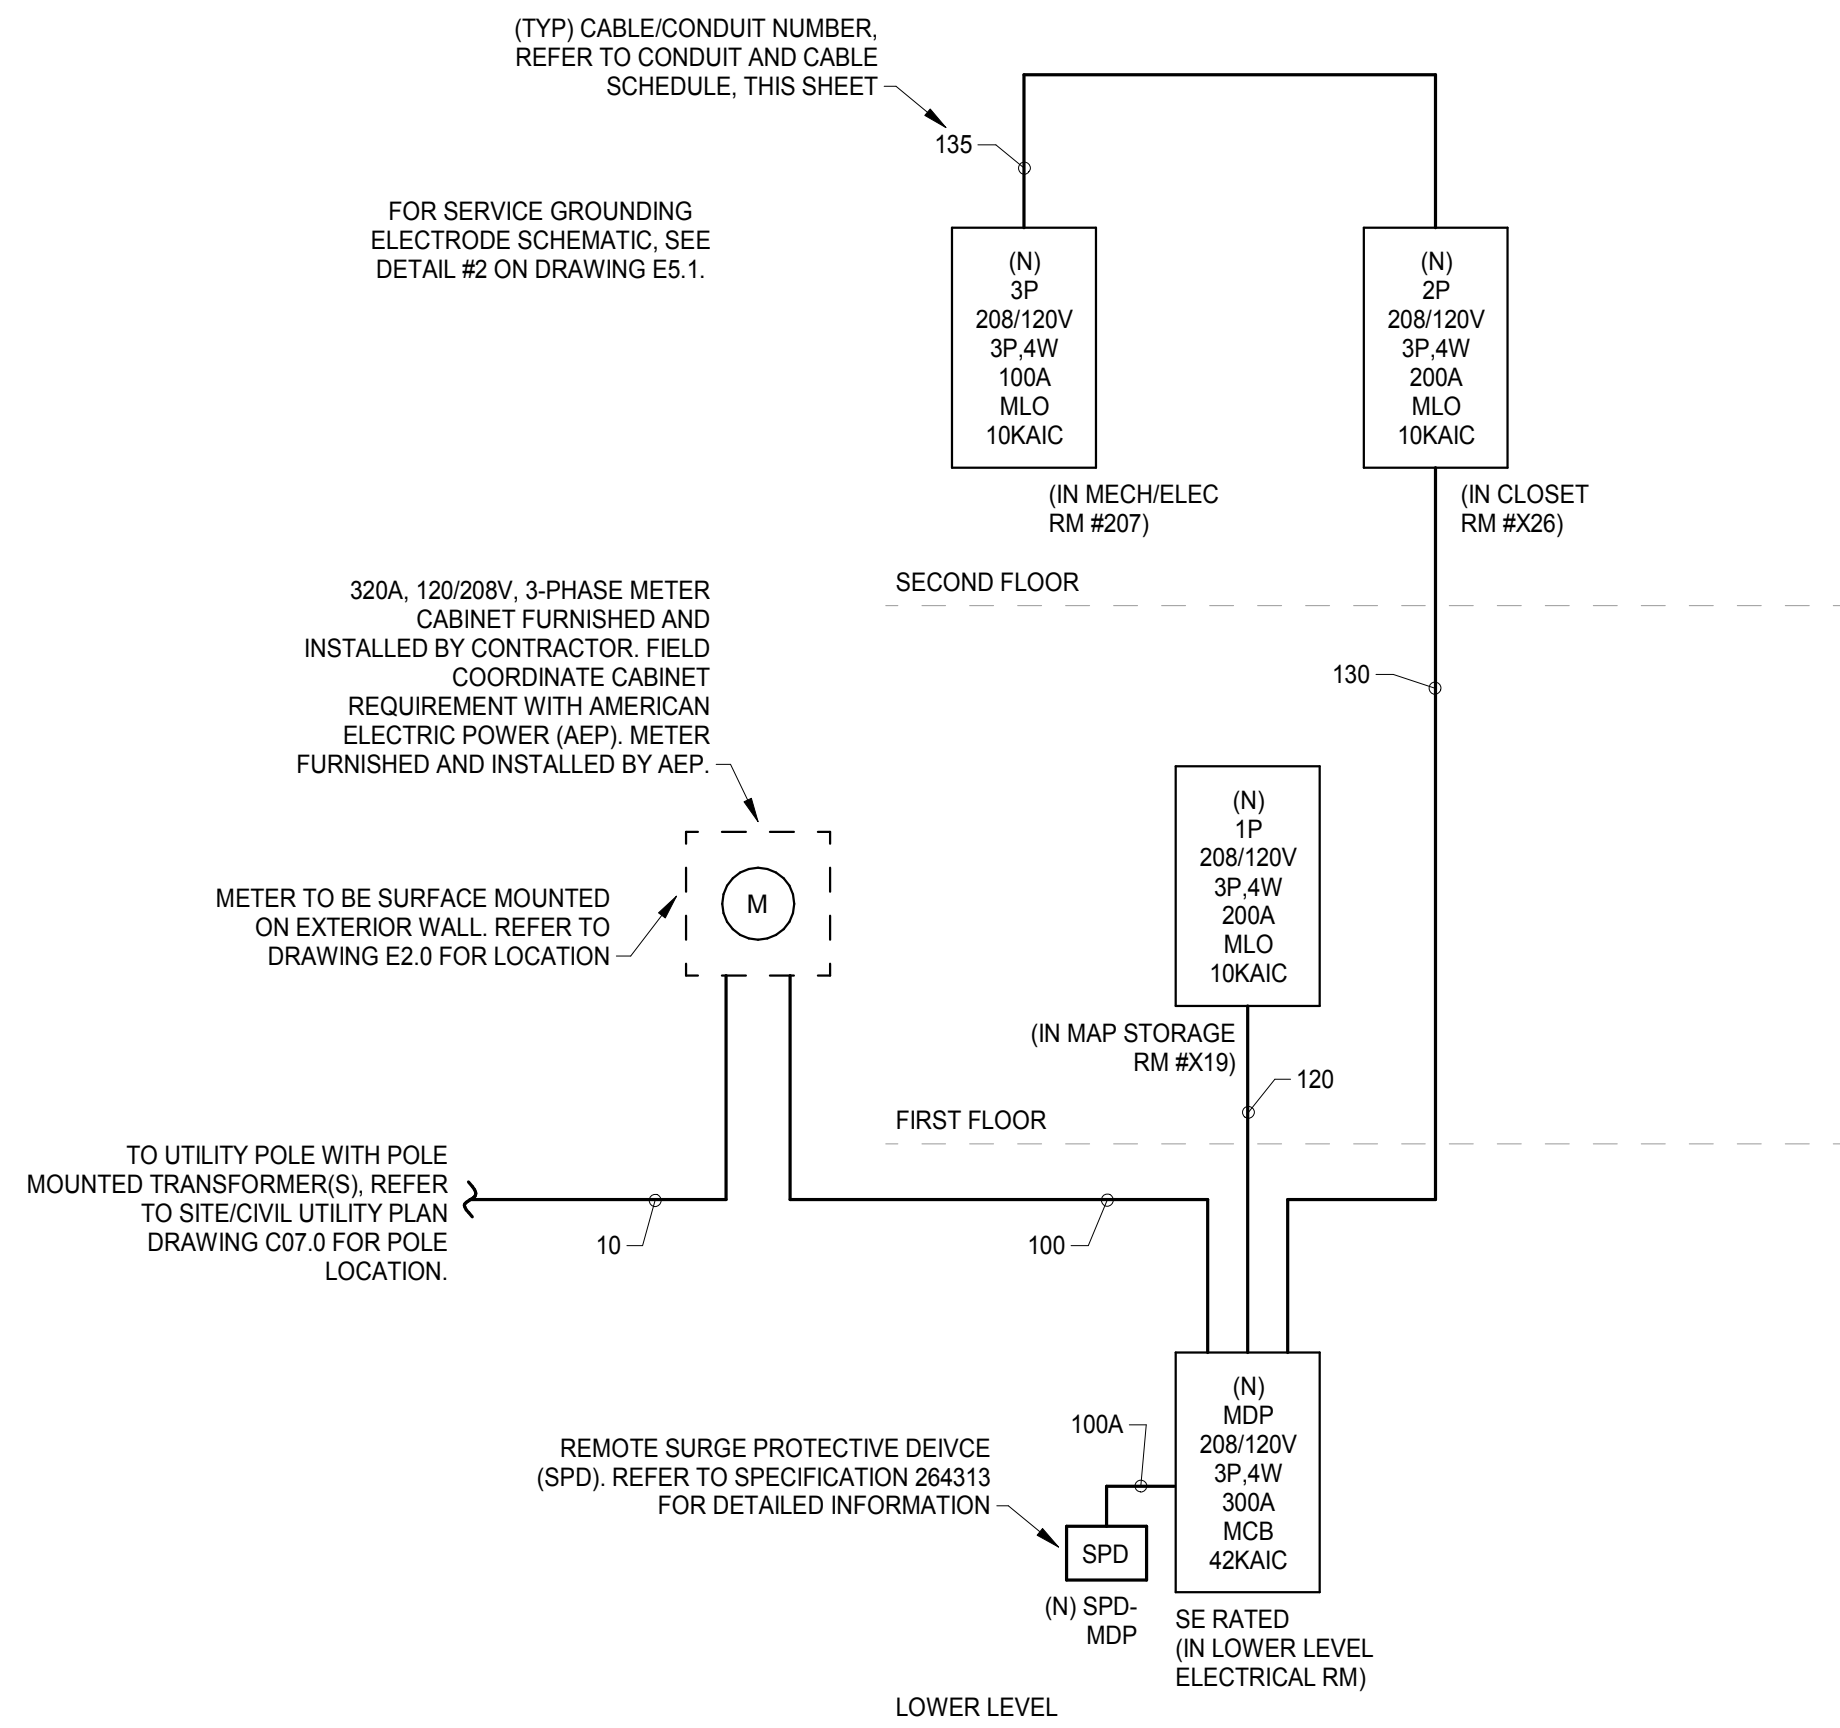 (TYP) CABLE/CONDUIT NUMBER,
REFER TO CONDUIT AND CABLE
SCHEDULE, THIS SHEET
135
FOR SERVICE GROUNDING
ELECTRODE SCHEMATIC, SEE
DETAIL #2 ON DRAWING E5.1.
(N)
3P
208/120V
3P,4W
100A
MLO
10KAIC
(IN MECH/ELEC
RM #207)
(N)
2P
208/120V
3P,4W
200A
MLO
10KAIC
(IN CLOSET
RM #X26)
SECOND FLOOR
320A, 120/208V, 3-PHASE METER
CABINET FURNISHED AND
INSTALLED BY CONTRACTOR. FIELD
COORDINATE CABINET
REQUIREMENT WITH AMERICAN
ELECTRIC POWER (AEP). METER
FURNISHED AND INSTALLED BY AEP.
130
M
METER TO BE SURFACE MOUNTED
ON EXTERIOR WALL. REFER TO
DRAWING E2.0 FOR LOCATION
(N)
1P
208/120V
3P,4W
200A
MLO
10KAIC
(IN MAP STORAGE
RM #X19)
120
FIRST FLOOR
TO UTILITY POLE WITH POLE
MOUNTED TRANSFORMER(S), REFER
TO SITE/CIVIL UTILITY PLAN
DRAWING C07.0 FOR POLE
LOCATION.
10
100
(N)
MDP
208/120V
3P,4W
300A
MCB
42KAIC
100A
REMOTE SURGE PROTECTIVE DEIVCE
(SPD). REFER TO SPECIFICATION 264313
FOR DETAILED INFORMATION
SPD
(N) SPD-
MDP
SE RATED
(IN LOWER LEVEL
ELECTRICAL RM)
LOWER LEVEL